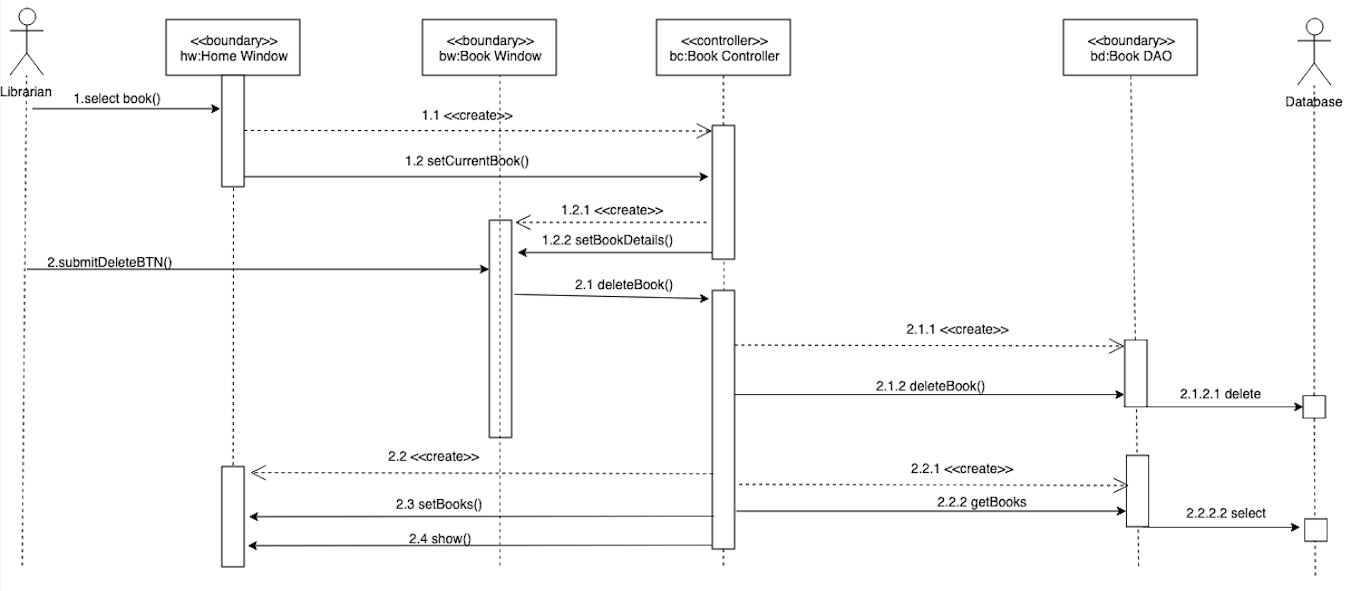 <<boundary>>
hw:Home Window
<<boundary>>
bw:Book Window
<<controller>>
bc:Book Controller
<<boundary>>
bd:Book DAO
Librarian
Database
1.select book()
1.1 <<create>>
1.2 setCurrentBook()
1.2.1 <<create>>
1.2.2 setBookDetails()
2.submitDeleteBTN()
2.1 deleteBook()
2.1.1 <<create>>
2.1.2 deleteBook()
2.1.2.1 delete
2.2 <<create>>
2.2.1 <<create>>
2.3 setBooks()
2.2.2 getBooks
2.2.2.2 select
2.4 show()